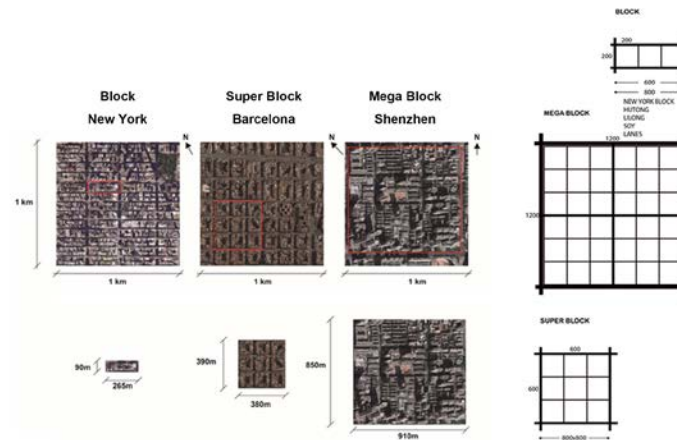 BLOCK
200
200
600
800
NEW YORK BLOCK
HUTONG
LILONG
SOY
LANES
Block
New York
Super Block
Barcelona
Mega Block
Shenzhen
N
N
N
1 km
1 km
1 km
1 km
MEGA BLOCK
1200
1200
90m
265m
390m
380m
850m
910m
SUPER BLOCK
600
600
800x800